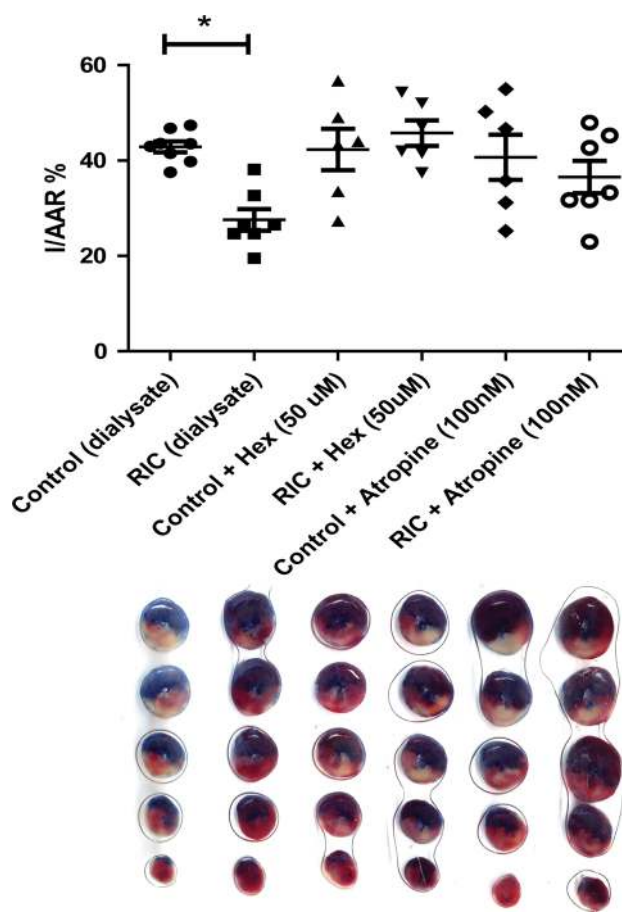 *
60
40
20
0
I/AAR %
Control (dialysate)
RIC (dialysate)
Control + Hex (50 uM)
RIC + Hex (50uM)
Control + Atropine (100nM)
RIC + Atropine (100nM)